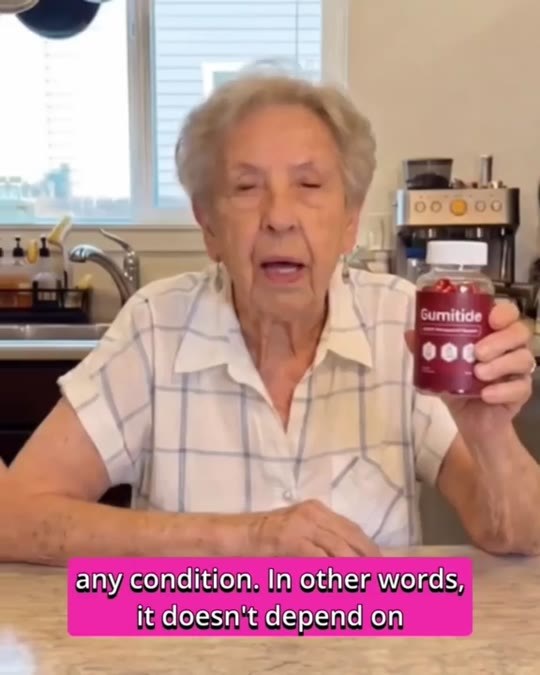 Gumitide
any condition. In other words,
it doesn't depend on